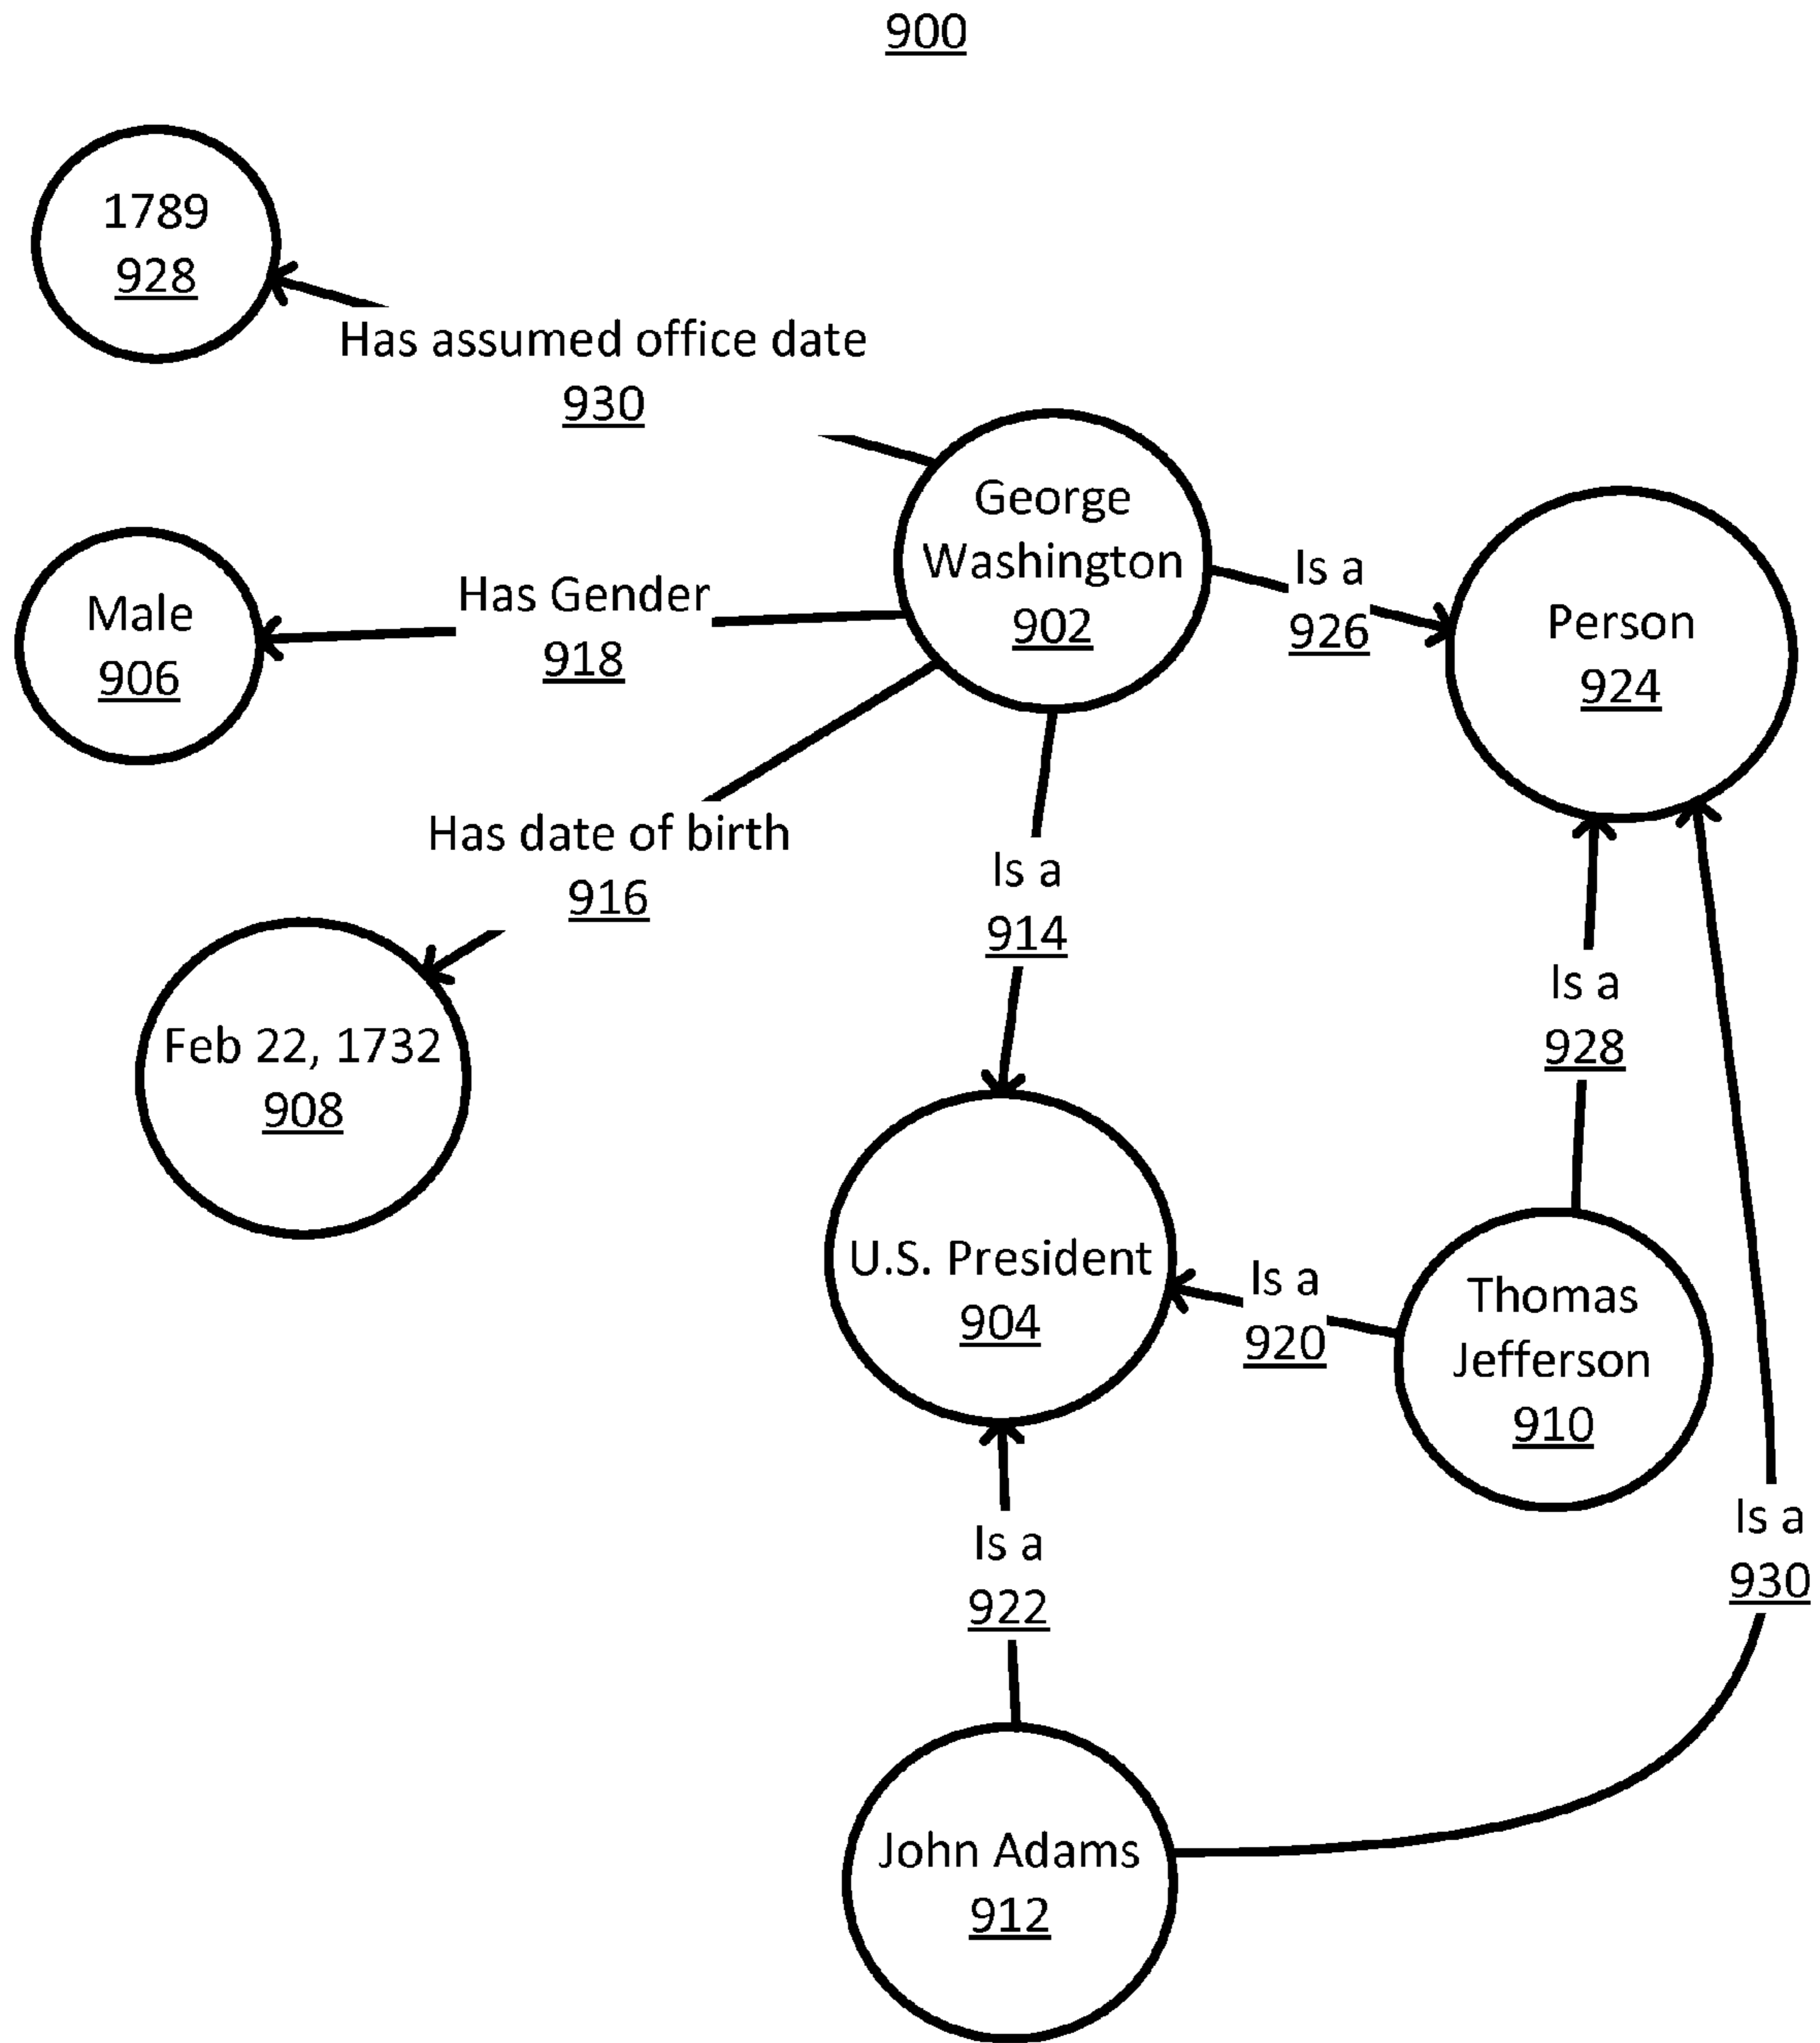 900
1789
928
Has assumed office date
930
George
Washington
902
Is a
926
Person
924
Male
906
Has Gender
918
Has date of birth
916
Is a
914
Feb 22, 1732
908
Is a
928
U.S. President
904
Is a
920
Thomas
Jefferson
910
Is a
922
Is a
930
John Adams
912